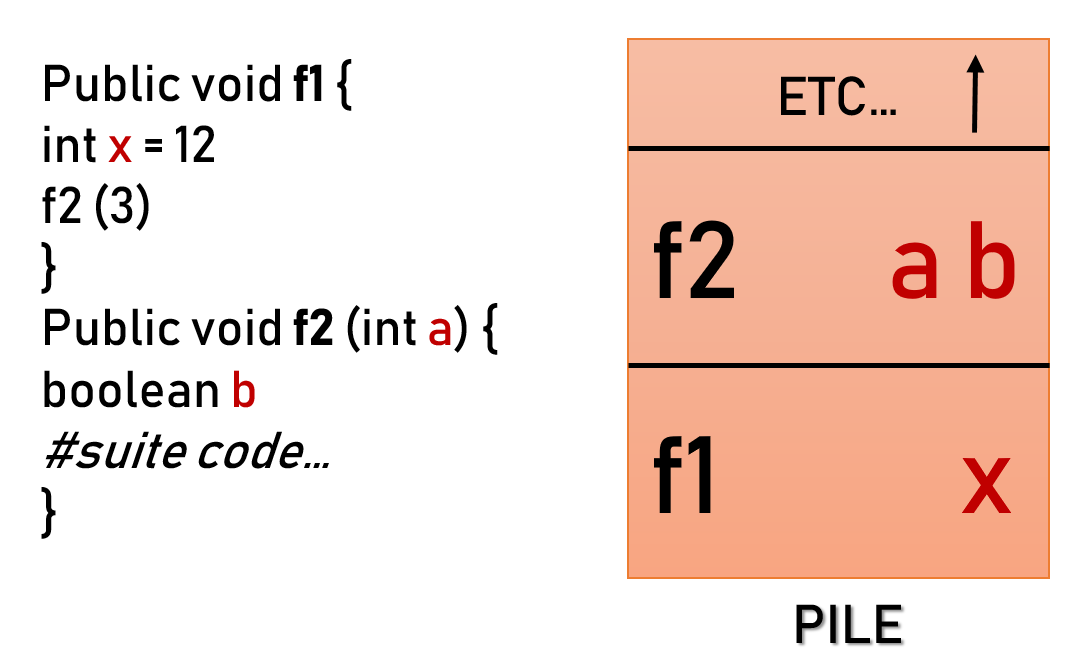 Public void f1 {
int x = 12
f2 (3)
}
Public void f2 (int a) {
boolean b
#suite code...
}
ETC...
f2 a b
f1 x
PILE